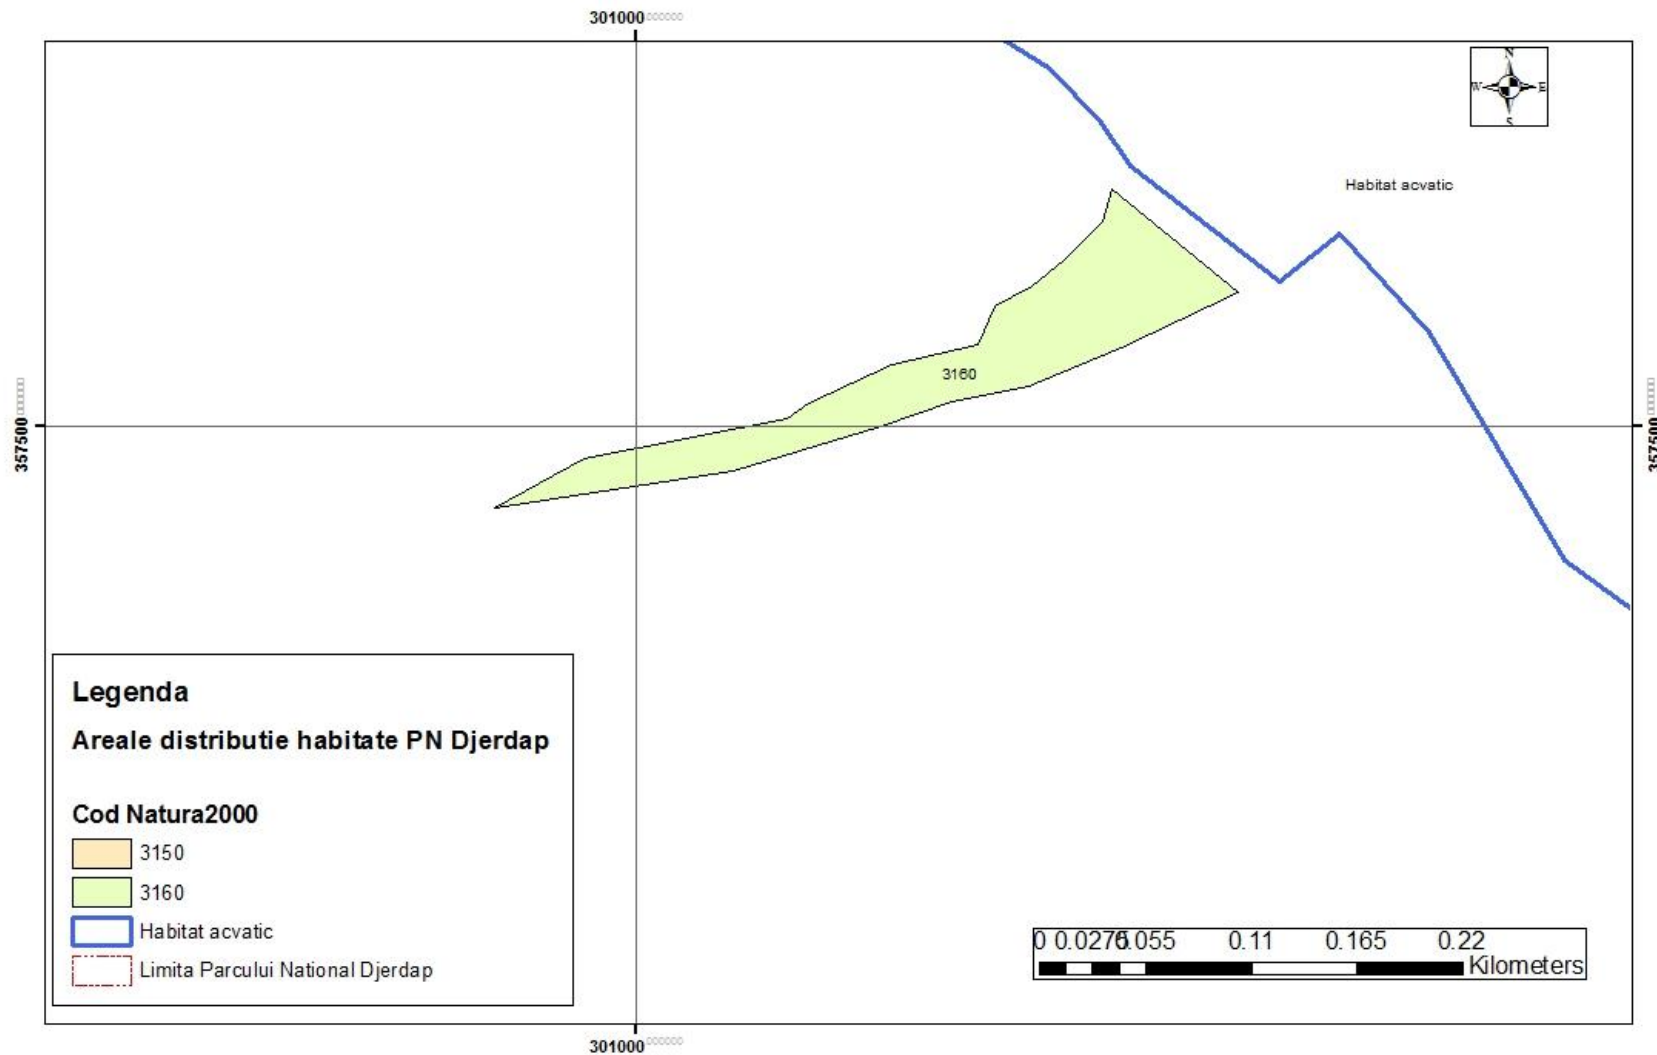 301000
N
W E
S
Habitat acvatic
3160
357500
357500
Legenda
Areale distributie habitate PN Djerdap
Cod Natura2000
3150
3160
Habitat acvatic
Limita Parcului National Djerdap
0 0.0275 0.055 0.11 0.165 0.22
Kilometers
301000